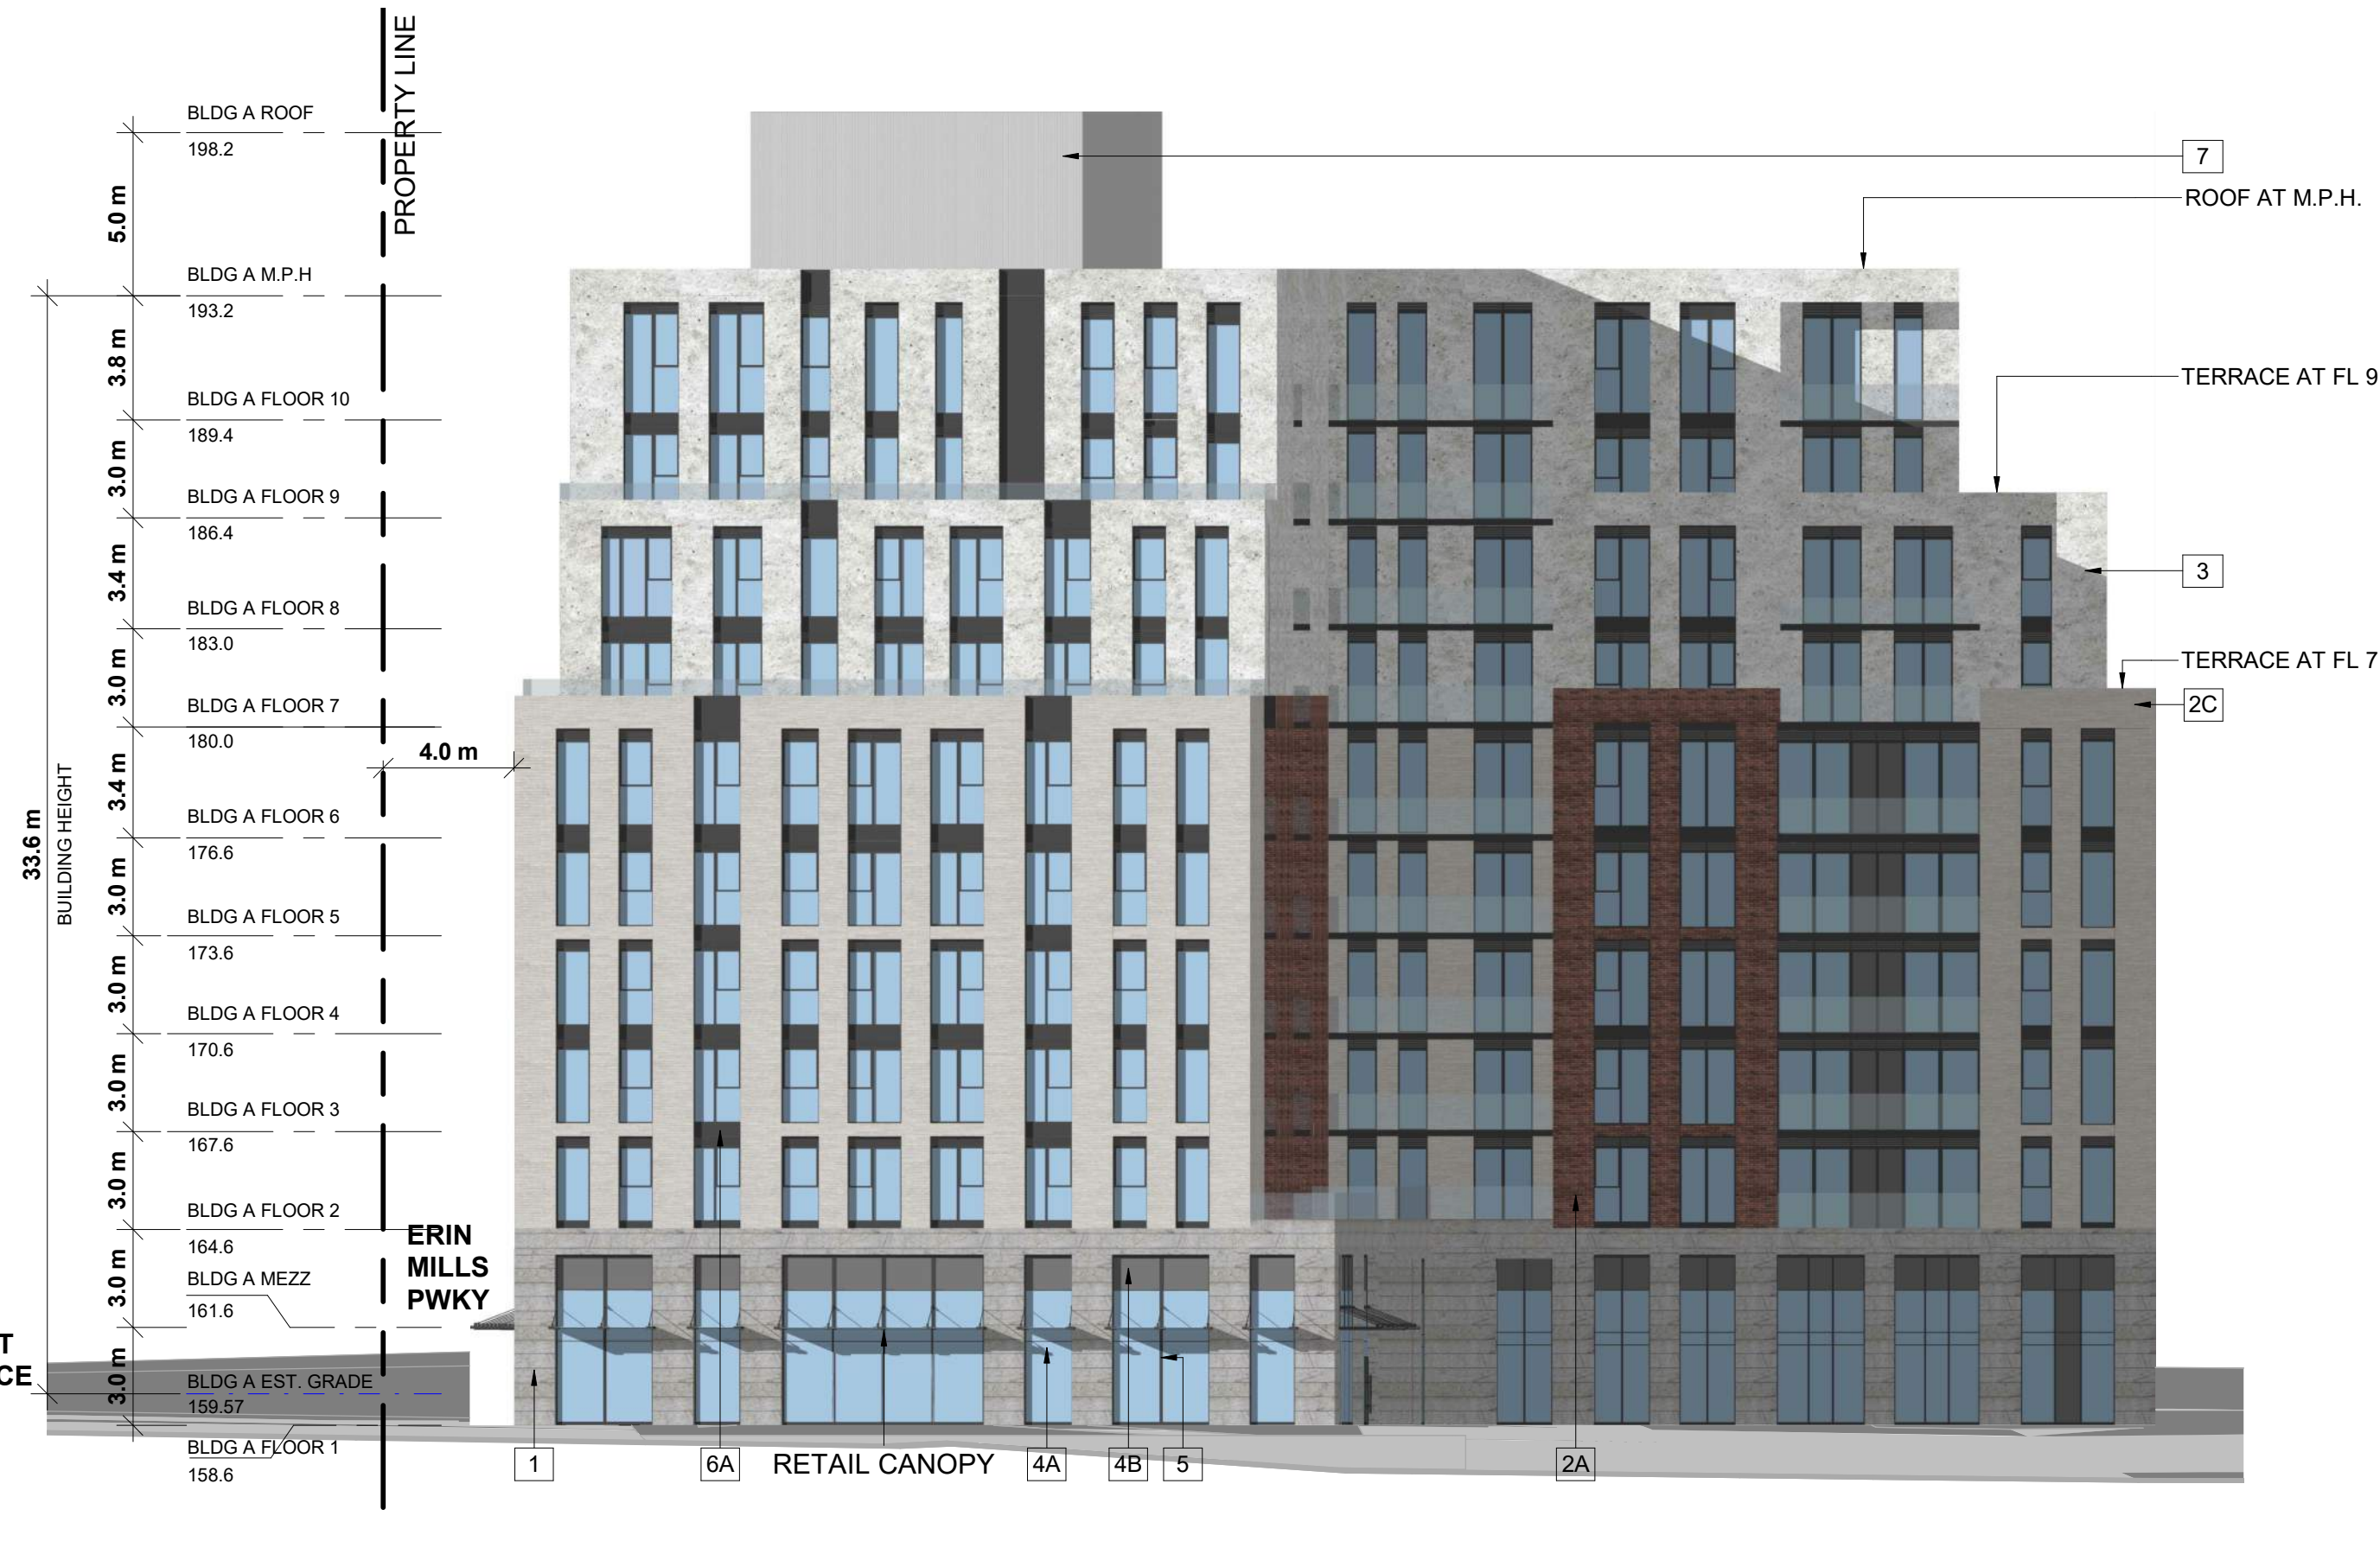 PROPERTY LINE
BLDG A ROOF
198.2
5.0 m
BLDG A M.P.H
193.2
3.8 m
BLDG A FLOOR 10
189.4
3.0 m
BLDG A FLOOR 9
186.4
3.4 m
BLDG A FLOOR 8
183.0
3.0 m
BLDG A FLOOR 7
180.0
4.0 m
3.4 m
BLDG A FLOOR 6
176.6
33.6 m
BUILDING HEIGHT
3.0 m
BLDG A FLOOR 5
173.6
3.0 m
BLDG A FLOOR 4
170.6
3.0 m
BLDG A FLOOR 3
167.6
3.0 m
BLDG A FLOOR 2
164.6
3.0 m
BLDG A MEZZ
161.6
ERIN
MILLS
PWKY
T
CE
3.0 m
BLDG A EST. GRADE
159.57
BLDG A FLOOR 1
158.6
7
ROOF AT M.P.H.
TERRACE AT FL 9
3
TERRACE AT FL 7
2C
1
6A
RETAIL CANOPY
4A
4B
5
2A